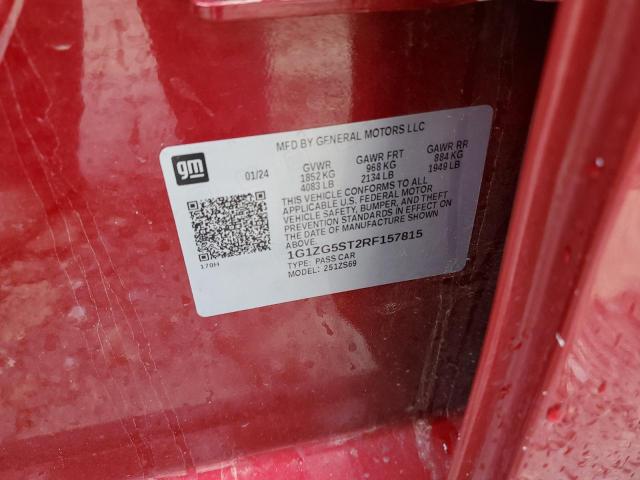 MFD BY GENERAL MOTORS LLC
gm
01/24
GVWR GAWR FRT GAWR RR
1852 KG 968 KG 884 KG
4083 LB 2134 LB 1949 LB
THIS VEHICLE CONFORMS TO ALL
APPLICABLE U.S. FEDERAL MOTOR
VEHICLE SAFETY, BUMPER, AND THEFT
PREVENTION STANDARDS IN EFFECT ON
THE DATE OF MANUFACTURE SHOWN
ABOVE.
1G1ZG5ST2RF157815
TYPE: PASS CAR
MODEL: 251ZS69
179H